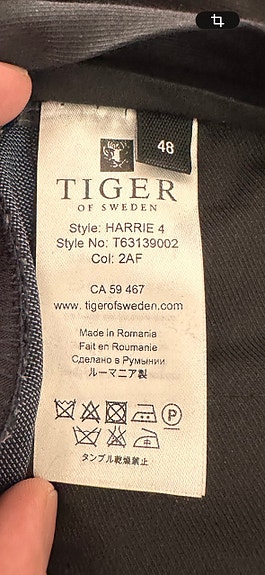 48
TIGER
OF SWEDEN
Style: HARRIE 4
Style No: T63139002
Col: 2AF
CA 59 467
www.tigerofsweden.com
Made in Romania
Fait en Roumanie
Сделано в Румынии
ルーマニア製
P
タンブル乾燥禁止